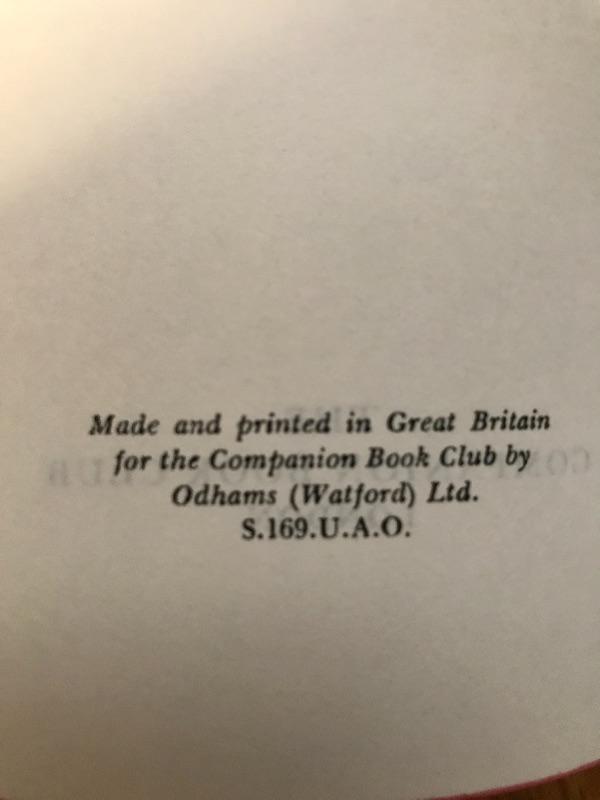 Made and printed in Great Britain
for the Companion Book Club by
Odhams (Watford) Ltd.
S.169.U.A.O.